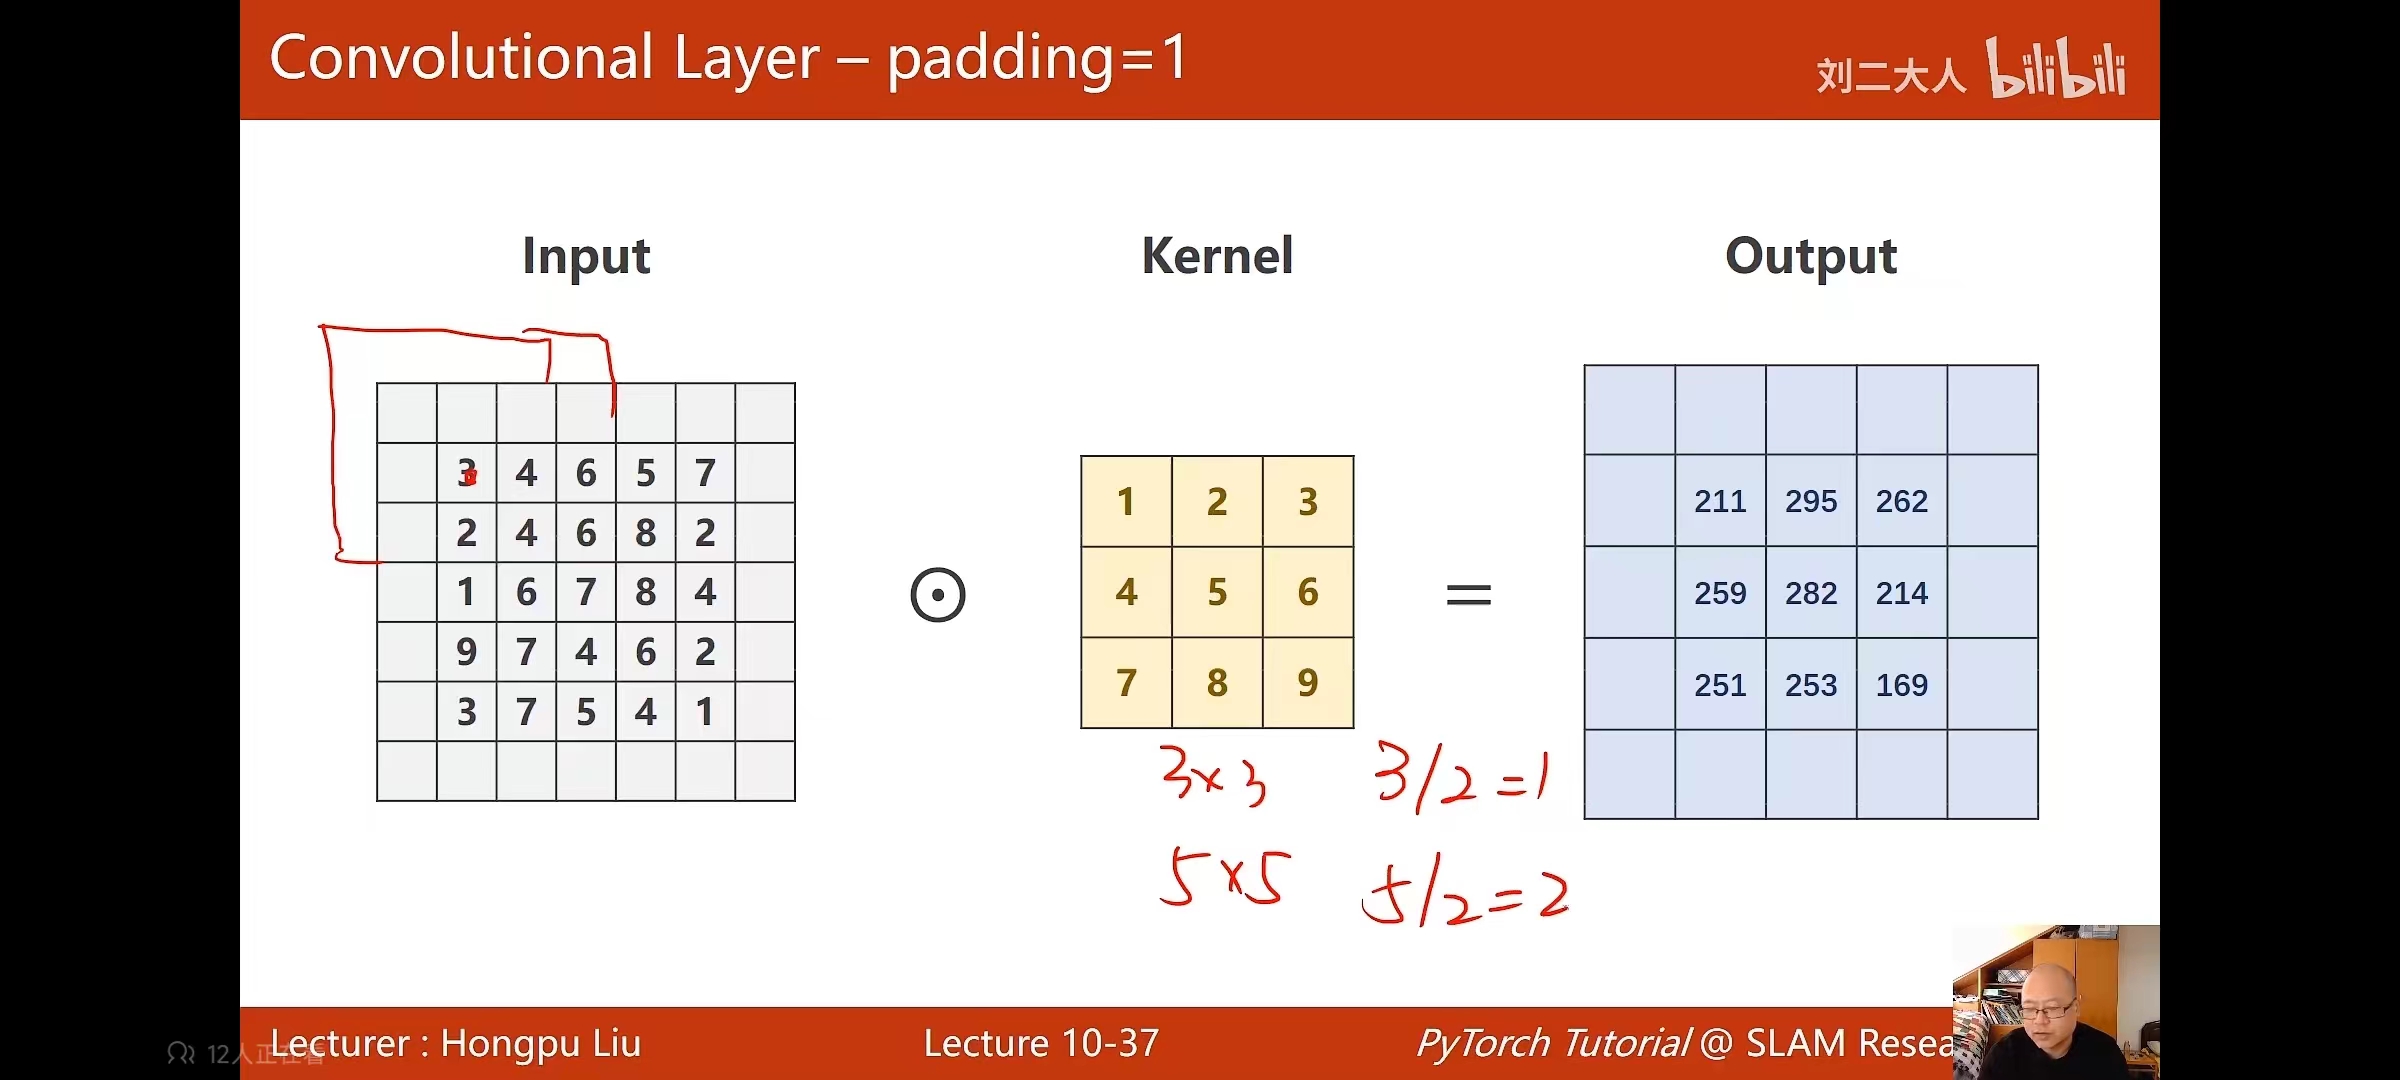 Convolutional Layer – padding=1
刘二大人 bilibili
Input Kernel Output
3 4 6 5 7
2 4 6 8 2
1 6 7 8 4
9 7 4 6 2
3 7 5 4 1
⊙
1 2 3
4 5 6
7 8 9
=
211 295 262
259 282 214
251 253 169
3×3 3/2=1
5×5 5/2=2
Lecturer : Hongpu Liu Lecture 10-37 PyTorch Tutorial @ SLAM Resea
12人正在看